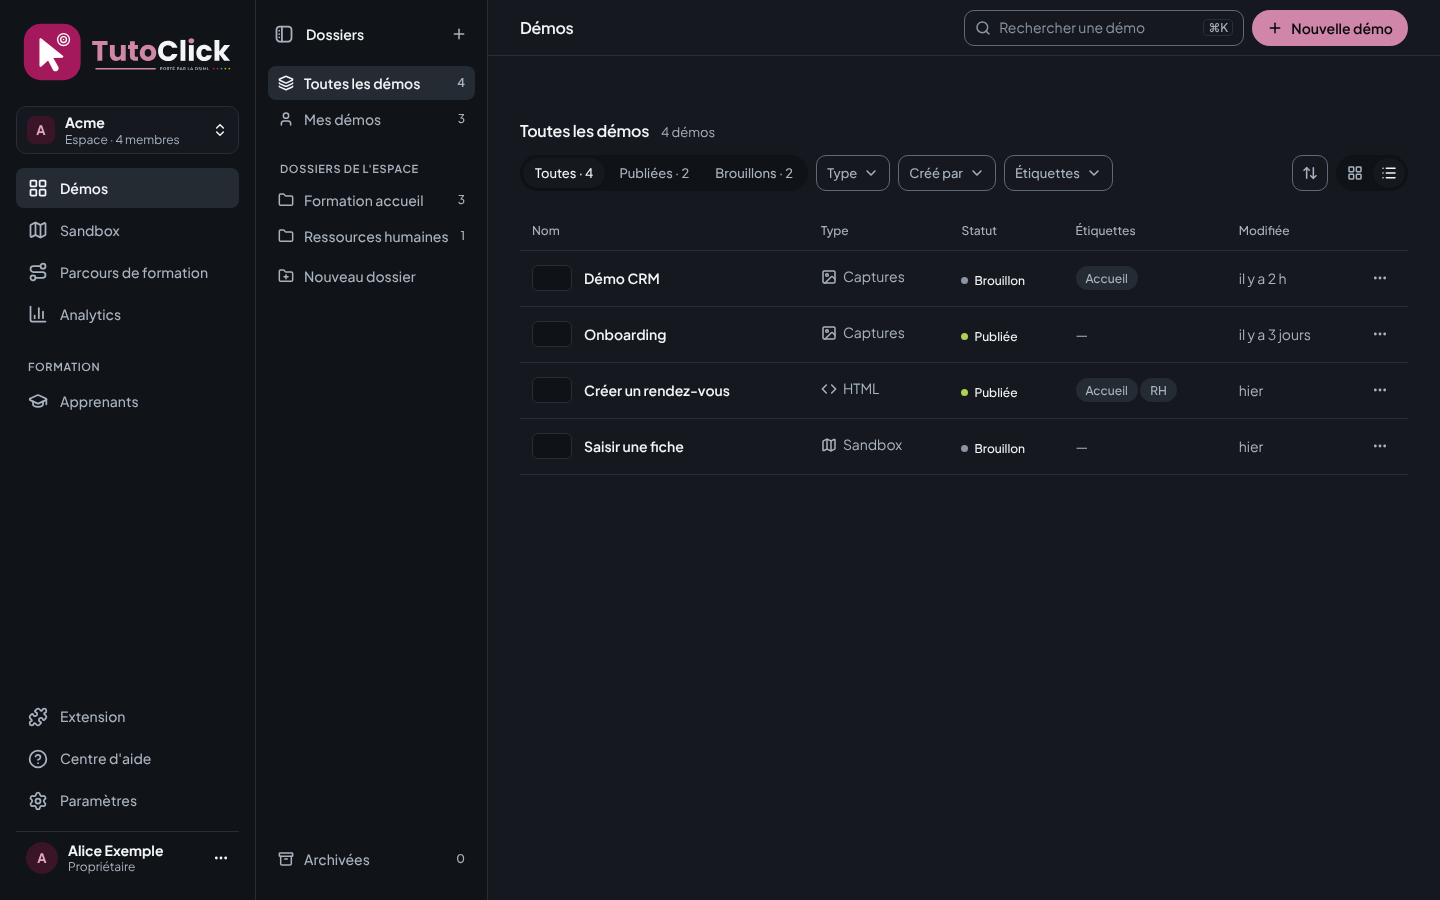 TutoClick
PORTÉ PAR LA DSIML
A
Acme
Espace · 4 membres
Démos
Sandbox
Parcours de formation
Analytics
FORMATION
Apprenants
Extension
Centre d'aide
Paramètres
A
Alice Exemple
Propriétaire
Dossiers
Toutes les démos 4
Mes démos 3
DOSSIERS DE L'ESPACE
Formation accueil 3
Ressources humaines 1
Nouveau dossier
Archivées 0
Démos
Rechercher une démo ⌘K
Nouvelle démo
Toutes les démos 4 démos
Toutes · 4 Publiées · 2 Brouillons · 2 Type Créé par Étiquettes
Nom Type Statut Étiquettes Modifiée
Démo CRM Captures Brouillon Accueil il y a 2 h
Onboarding Captures Publiée — il y a 3 jours
Créer un rendez-vous HTML Publiée Accueil RH hier
Saisir une fiche Sandbox Brouillon — hier